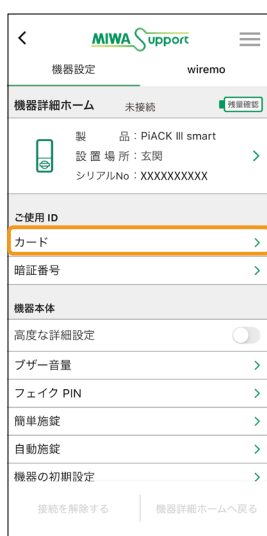 MIWA Support
機器設定 wiremo
機器詳細ホーム 未接続 残量確認
製品：PiACK III smart
設置場所：玄関
シリアルNo：XXXXXXXXXX
ご使用 ID
カード
暗証番号
機器本体
高度な詳細設定
ブザー音量
フェイク PIN
簡単施錠
自動施錠
機器の初期設定
接続を解除する 機器詳細ホームへ戻る